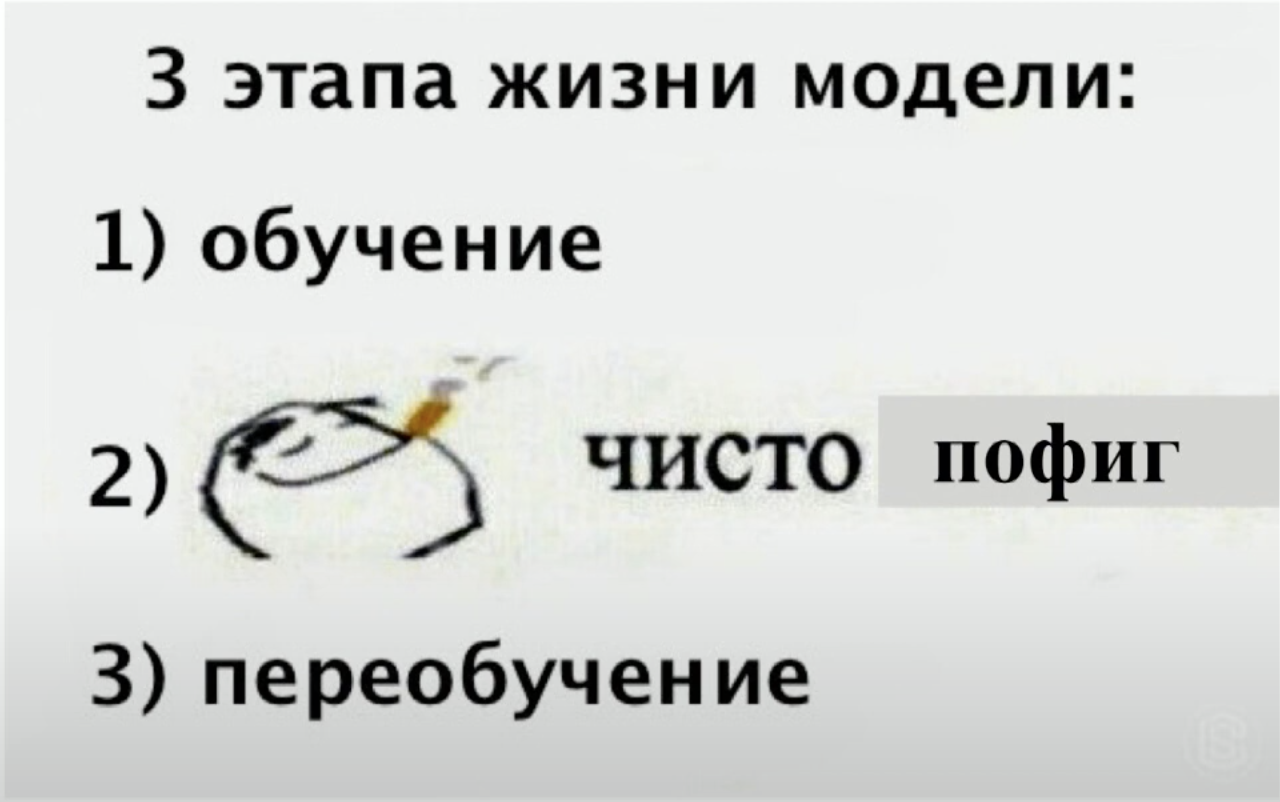 3 этапа жизни модели:
1) обучение
2) чисто пофиг
3) переобучение